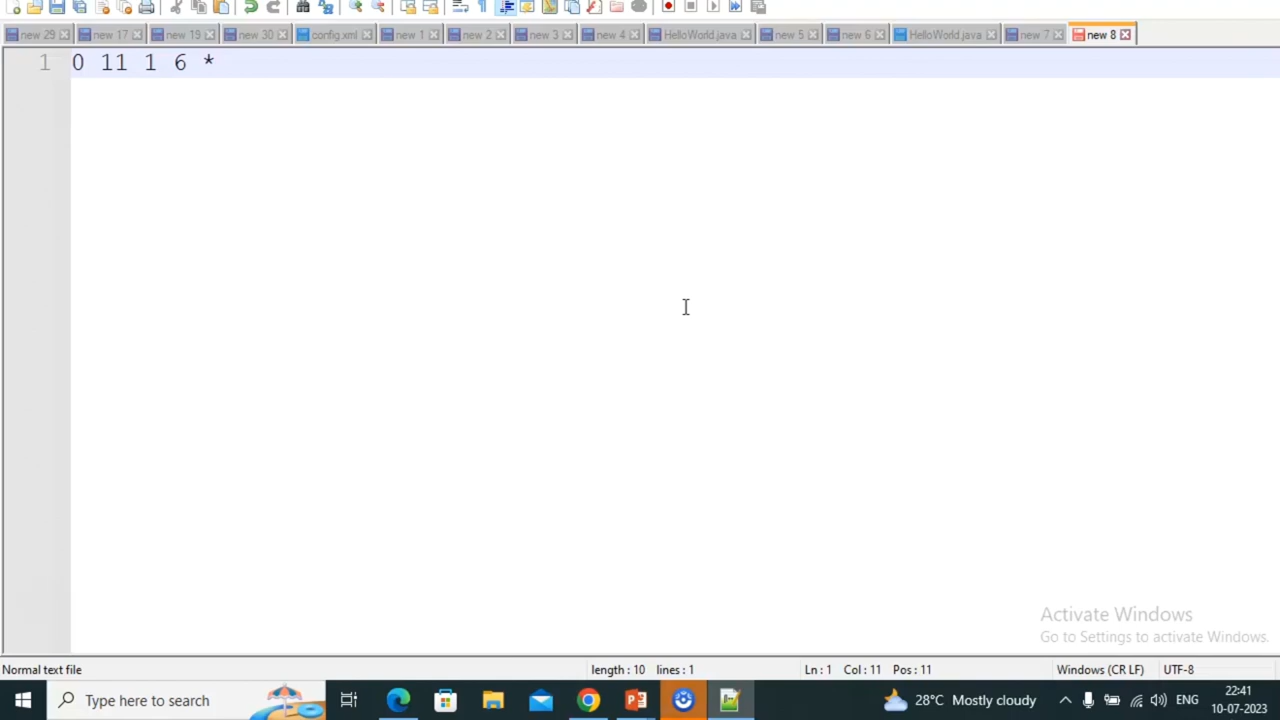 new 29 new 17 new 19 new 30 config.xml new 1 new 2 new 3 new 4 HelloWorld.java new 5 new 6 HelloWorld.java new 7 new 8
1 0 11 1 6 *
Activate Windows
Go to Settings to activate Windows.
Normal text file length : 10 lines : 1 Ln : 1 Col : 11 Pos : 11 Windows (CR LF) UTF-8
Type here to search 28°C Mostly cloudy ENG 22:41
10-07-2023